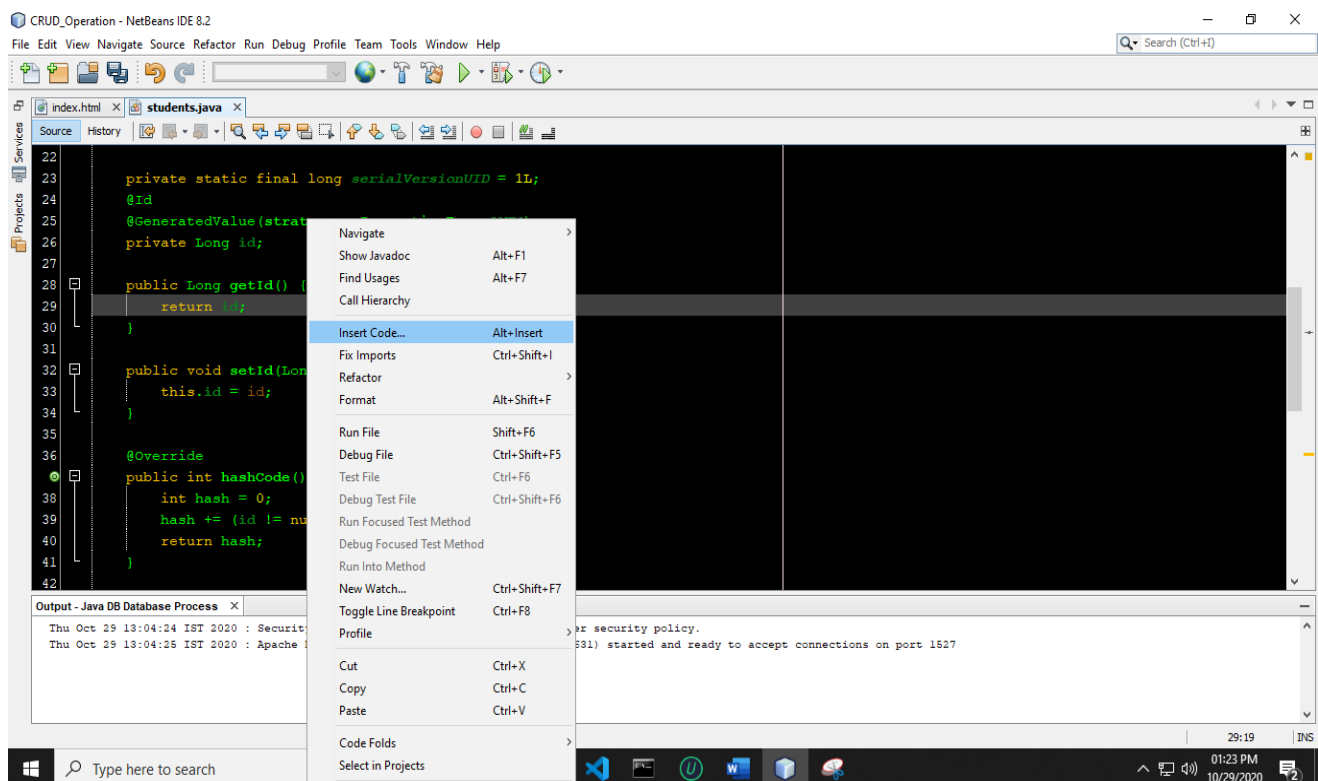 CRUD_Operation - NetBeans IDE 8.2
File Edit View Navigate Source Refactor Run Debug Profile Team Tools Window Help
Search (Ctrl+I)
index.html students.java
Services
Projects
Source History
22
23 private static final long serialVersionUID = 1L;
24 @Id
25 @GeneratedValue(strat
26 private Long id;
27
28 public Long getId() {
29 return id;
30 }
31
32 public void setId(Lon
33 this.id = id;
34 }
35
36 @Override
public int hashCode()
38 int hash = 0;
39 hash += (id != nu
40 return hash;
41 }
42
Navigate
Show Javadoc Alt+F1
Find Usages Alt+F7
Call Hierarchy
Insert Code... Alt+Insert
Fix Imports Ctrl+Shift+I
Refactor
Format Alt+Shift+F
Run File Shift+F6
Debug File Ctrl+Shift+F5
Test File Ctrl+F6
Debug Test File Ctrl+Shift+F6
Run Focused Test Method
Debug Focused Test Method
Run Into Method
New Watch... Ctrl+Shift+F7
Toggle Line Breakpoint Ctrl+F8
Profile
Cut Ctrl+X
Copy Ctrl+C
Paste Ctrl+V
Code Folds
Select in Projects
Output - Java DB Database Process
Thu Oct 29 13:04:24 IST 2020 : Securit er security policy.
Thu Oct 29 13:04:25 IST 2020 : Apache 531) started and ready to accept connections on port 1527
29:19 INS
Type here to search
01:23 PM
10/29/2020
2